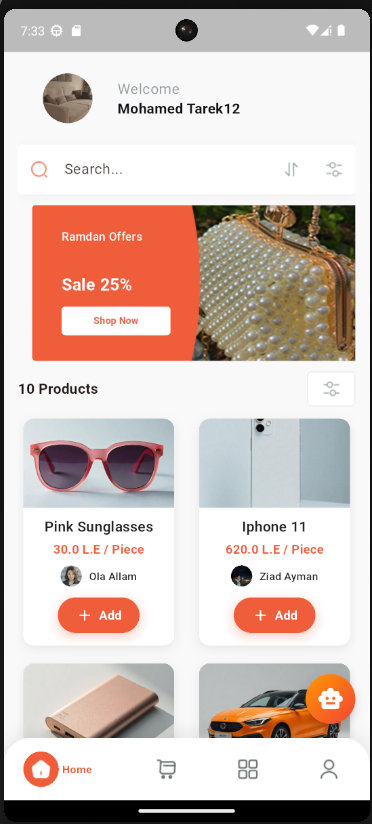 7:33
Welcome
Mohamed Tarek12
Search...
Ramdan Offers
Sale 25%
Shop Now
10 Products
Pink Sunglasses
30.0 L.E / Piece
Ola Allam
Add
Iphone 11
620.0 L.E / Piece
Ziad Ayman
Add
Home